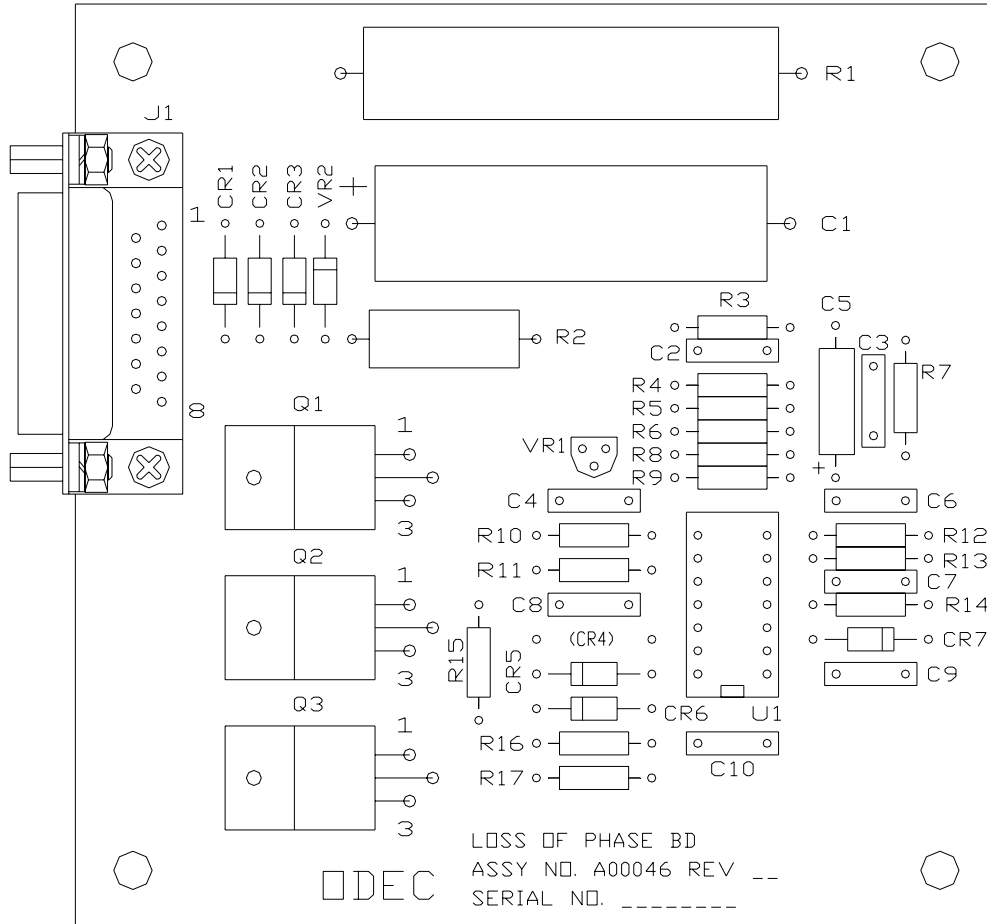 R1
J1
CR1
CR2
CR3
VR2
+
1
C1
R3
C5
C2
C3
R2
R7
R4
R5
R6
R8
R9
8
Q1
1
3
VR1
+
C4
C6
R10
R12
R11
R13
C7
Q2
1
3
C8
R14
R15
CR5
(CR4)
CR7
C9
Q3
1
3
CR6
U1
R16
C10
R17
LOSS OF PHASE BD
ASSY NO. A00046 REV __
SERIAL NO. ________
ODEC